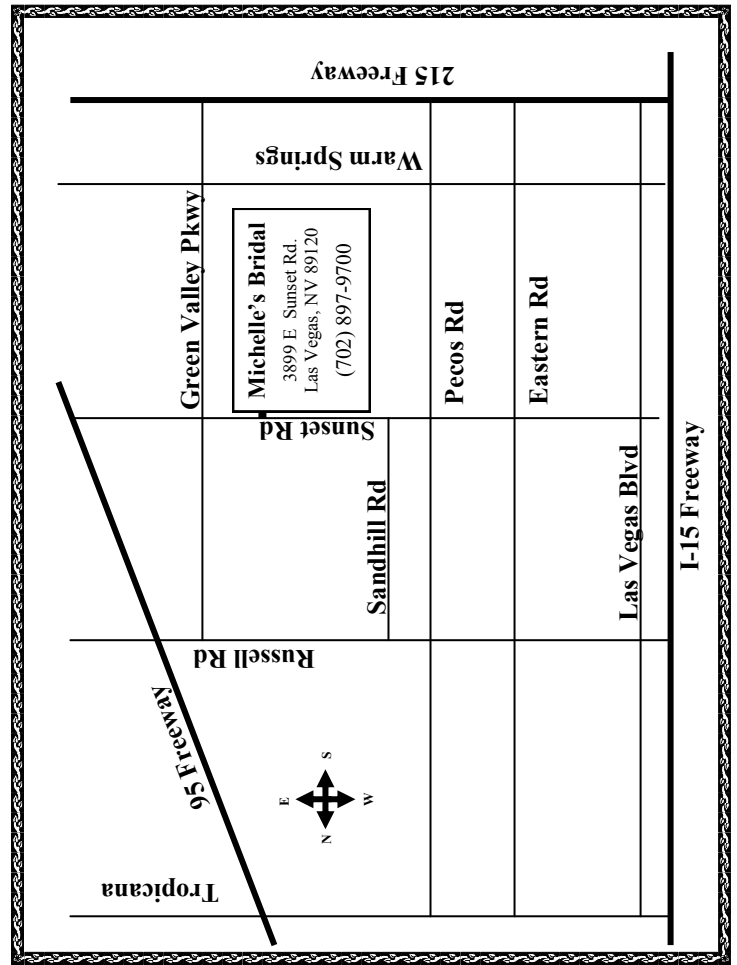 215 Freeway
Warm Springs
Green Valley Pkwy
Michelle's Bridal
3899 E Sunset Rd.
Las Vegas, NV 89120
(702) 897-9700
Pecos Rd
Eastern Rd
Sunset Rd
Sandhill Rd
Las Vegas Blvd
I-15 Freeway
Russell Rd
95 Freeway
E
S
N
W
Tropicana